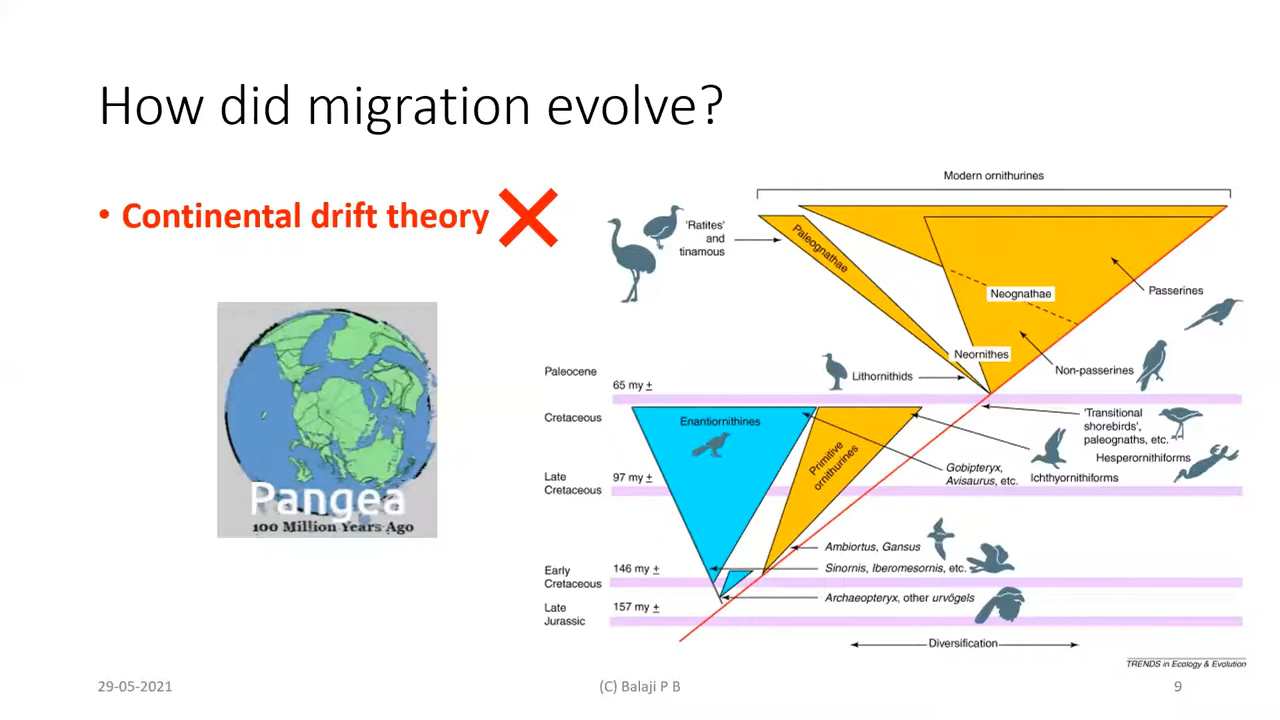 How did migration evolve?
• Continental drift theory
Pangea
100 Million Years Ago
Modern ornithurines
'Ratites'
and
tinamous
Paleognathae
Passerines
Neognathae
Neornithes
Non-passerines
Lithornithids
Paleocene
65 my ±
Cretaceous
Enantiornithines
Primitive
ornithurines
'Transitional
shorebirds',
paleognaths, etc.
Hesperornithiforms
Ichthyornithiforms
Gobipteryx,
Avisaurus, etc.
Late
Cretaceous
97 my ±
Ambiortus, Gansus
Sinornis, Iberomesornis, etc.
Early
Cretaceous
146 my ±
Archaeopteryx, other urvögels
Late
Jurassic
157 my ±
Diversification
TRENDS in Ecology & Evolution
29-05-2021
(C) Balaji P B
9